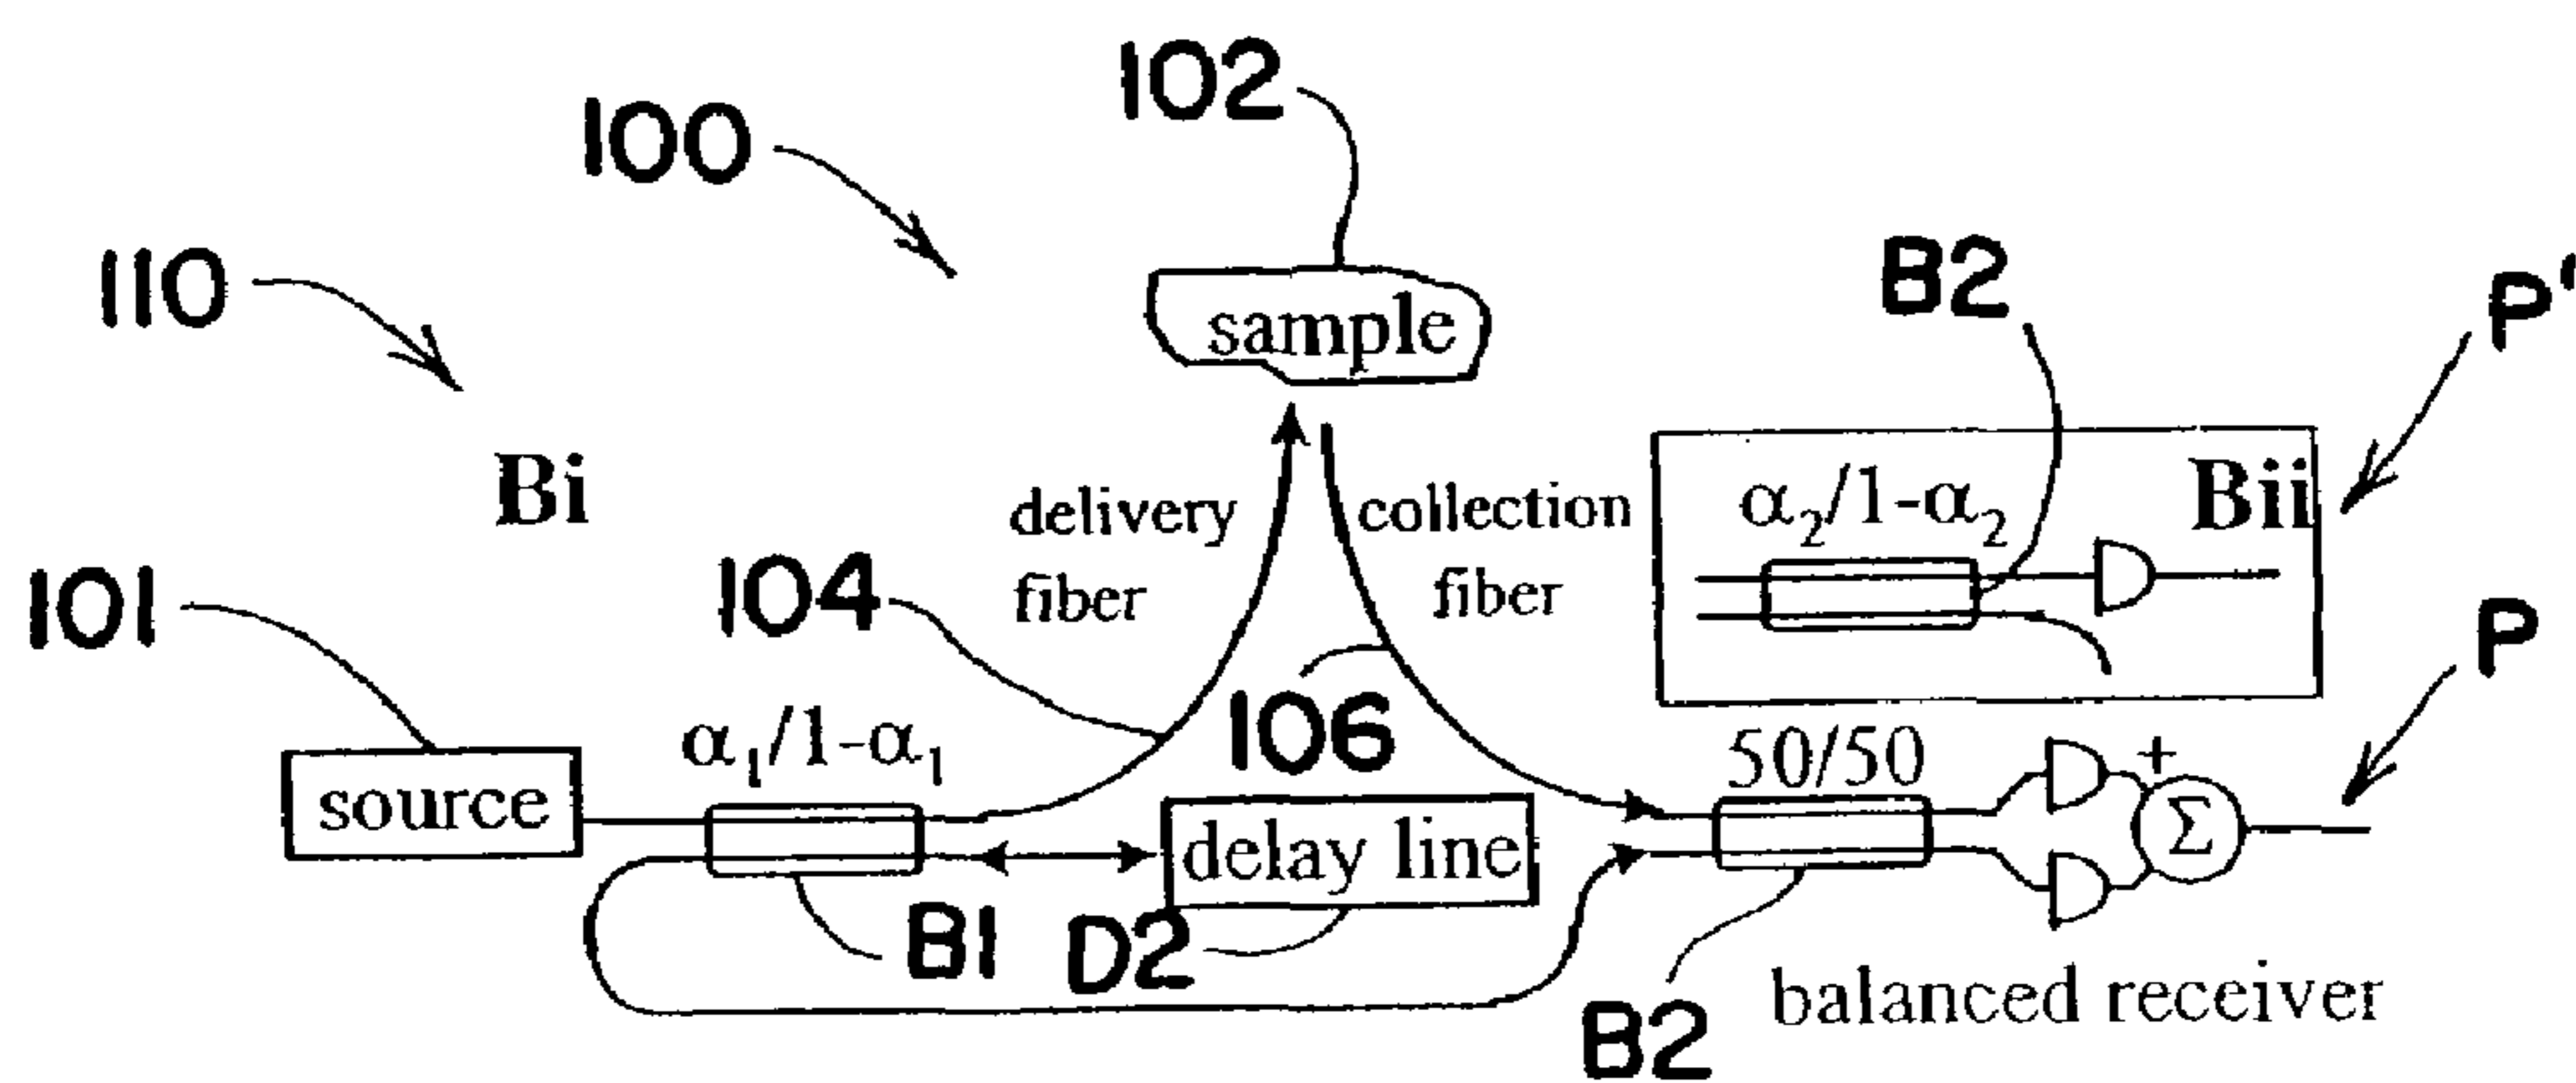 102
100
110
B2
P'
sample
Bi
delivery
fiber
collection
fiber
α₂/1-α₂
Bii
101
104
106
P
α₁/1-α₁
50/50
+
source
delay line
Σ
B1
D2
B2
balanced receiver